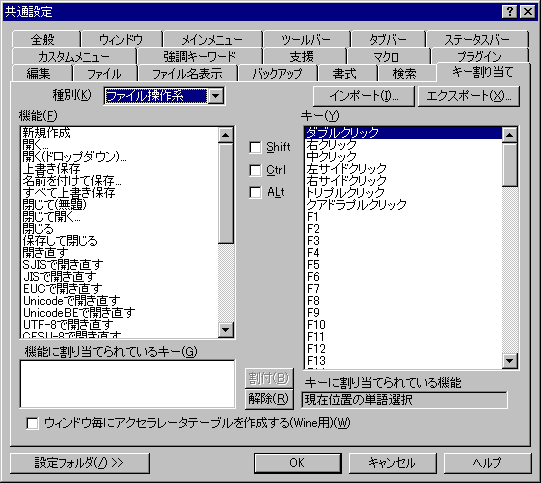 共通設定
全般 ウィンドウ メインメニュー ツールバー タブバー ステータスバー
カスタムメニュー 強調キーワード 支援 マクロ プラグイン
編集 ファイル ファイル名表示 バックアップ 書式 検索 キー割り当て
種別(K) ファイル操作系 インポート(I)... エクスポート(X)...
機能(F)
新規作成
開く...
開く(ドロップダウン)...
上書き保存
名前を付けて保存...
すべて上書き保存
閉じて(無題)
閉じて開く...
閉じる
保存して閉じる
開き直す
SJISで開き直す
JISで開き直す
EUCで開き直す
Unicodeで開き直す
UnicodeBEで開き直す
UTF-8で開き直す
CESU-8で開き直す
Shift
Ctrl
ALt
キー(Y)
ダブルクリック
右クリック
中クリック
左サイドクリック
右サイドクリック
トリプルクリック
クアドラプルクリック
F1
F2
F3
F4
F5
F6
F7
F8
F9
F10
F11
F12
F13
機能に割り当てられているキー(G)
割付(B)
解除(R)
キーに割り当てられている機能
現在位置の単語選択
ウィンドウ毎にアクセラレータテーブルを作成する(Wine用)(W)
設定フォルダ(/) >> OK キャンセル ヘルプ